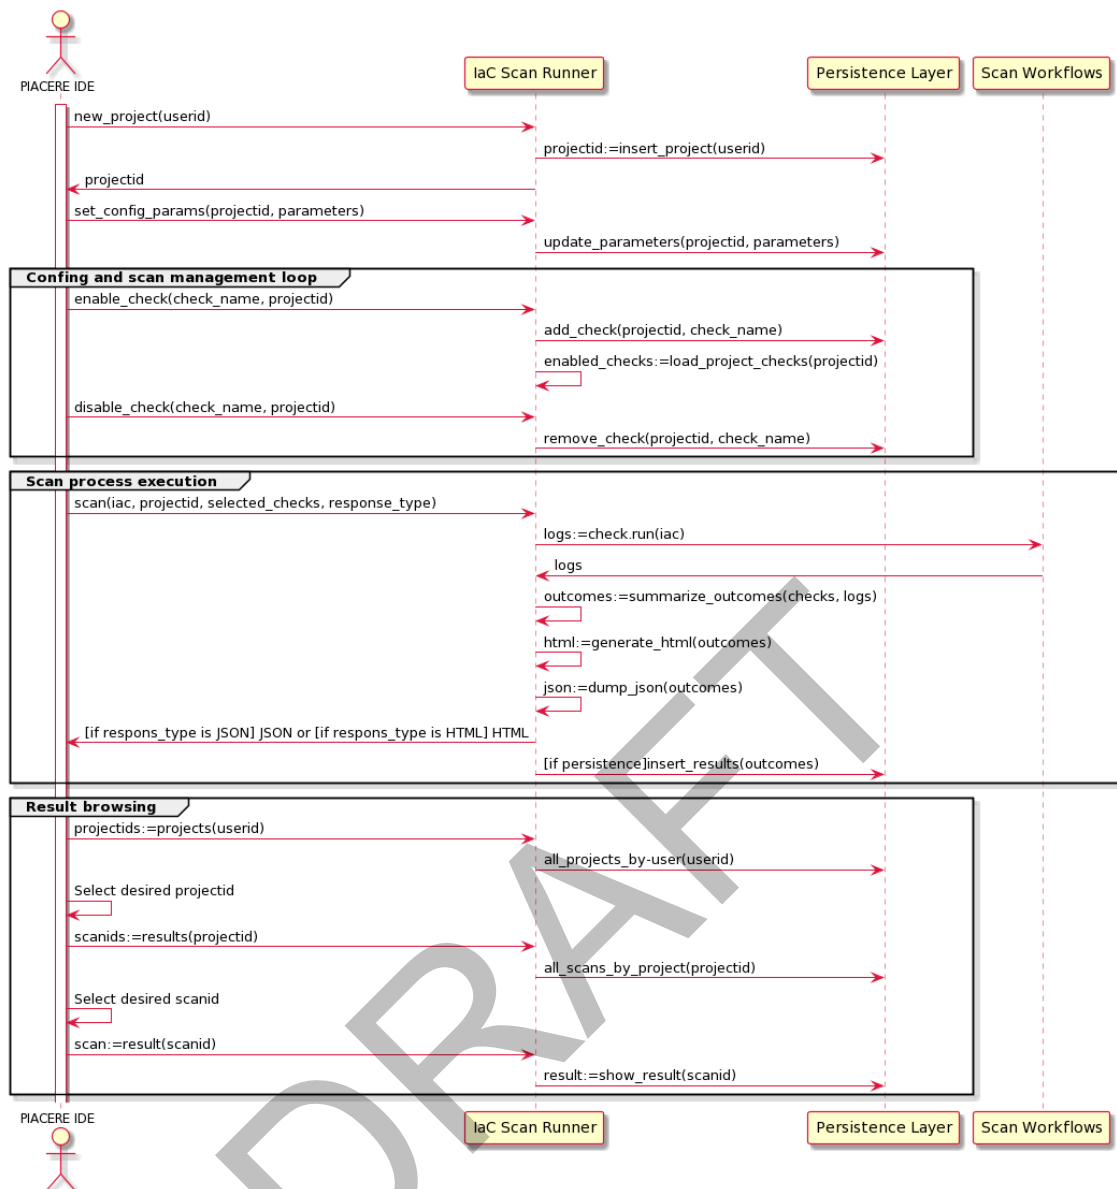 PIACERE IDE
IaC Scan Runner
Persistence Layer
Scan Workflows
new_project(userid)
projectid:=insert_project(userid)
projectid
set_config_params(projectid, parameters)
update_parameters(projectid, parameters)
Confing and scan management loop
enable_check(check_name, projectid)
add_check(projectid, check_name)
enabled_checks:=load_project_checks(projectid)
disable_check(check_name, projectid)
remove_check(projectid, check_name)
Scan process execution
scan(iac, projectid, selected_checks, response_type)
logs:=check.run(iac)
logs
outcomes:=summarize_outcomes(checks, logs)
html:=generate_html(outcomes)
json:=dump_json(outcomes)
[if respons_type is JSON] JSON or [if respons_type is HTML] HTML
[if persistence]insert_results(outcomes)
Result browsing
projectids:=projects(userid)
all_projects_by-user(userid)
Select desired projectid
scanids:=results(projectid)
all_scans_by_project(projectid)
Select desired scanid
scan:=result(scanid)
result:=show_result(scanid)
PIACERE IDE
IaC Scan Runner
Persistence Layer
Scan Workflows
DRAFT